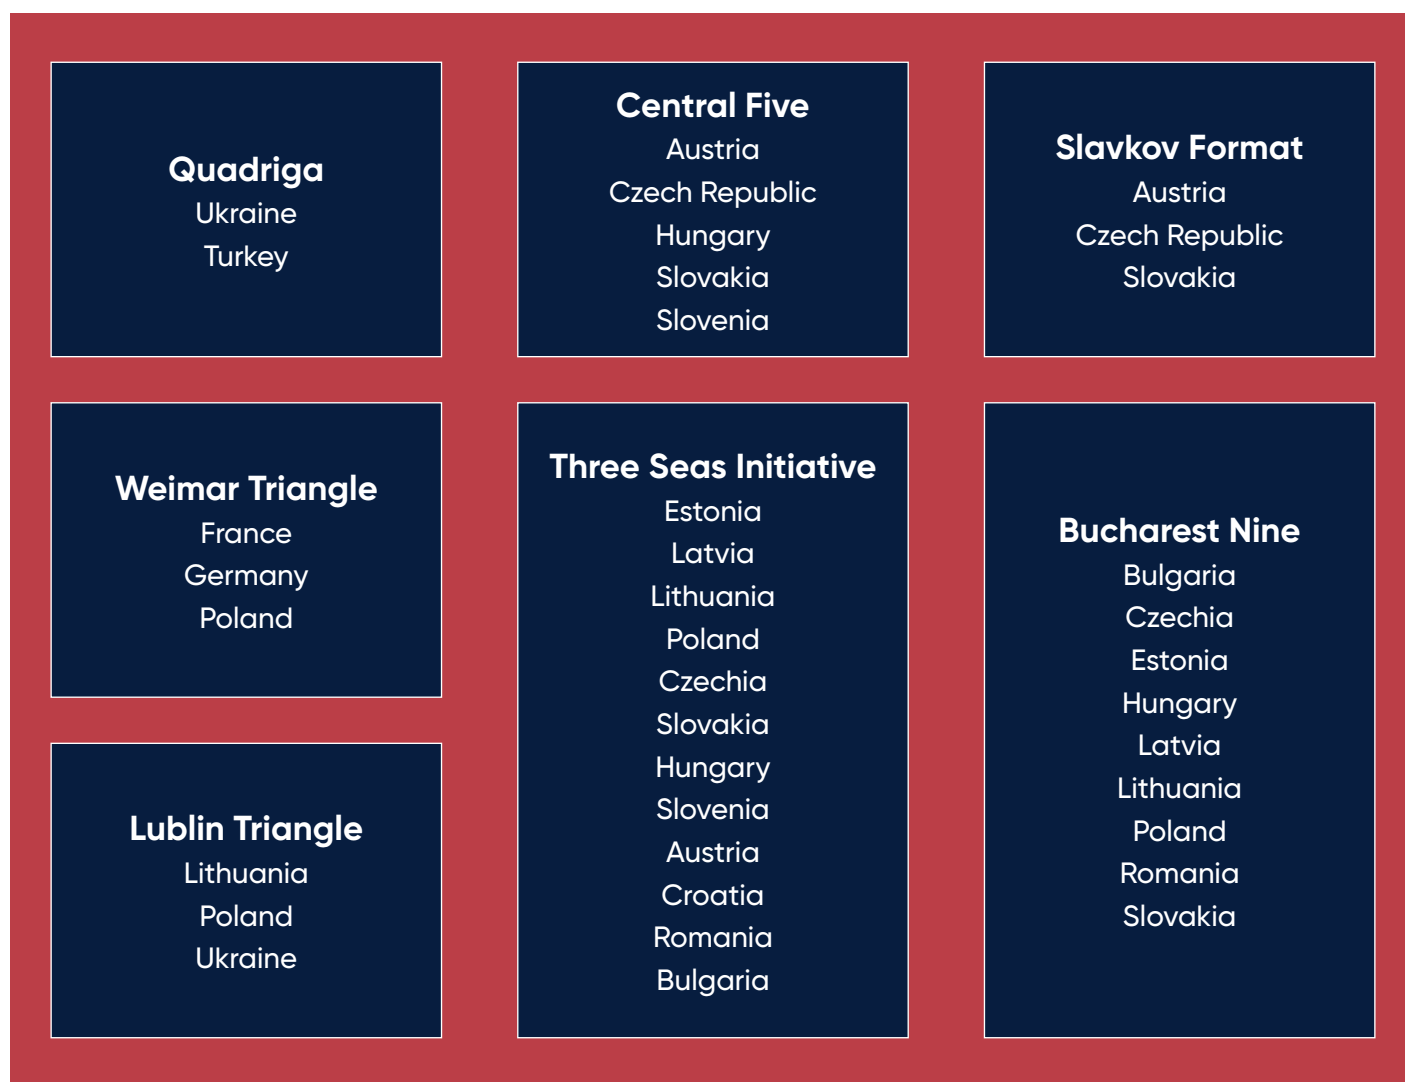 Quadriga
Ukraine
Turkey
Central Five
Austria
Czech Republic
Hungary
Slovakia
Slovenia
Slavkov Format
Austria
Czech Republic
Slovakia
Weimar Triangle
France
Germany
Poland
Three Seas Initiative
Estonia
Latvia
Lithuania
Poland
Czechia
Slovakia
Hungary
Slovenia
Austria
Croatia
Romania
Bulgaria
Bucharest Nine
Bulgaria
Czechia
Estonia
Hungary
Latvia
Lithuania
Poland
Romania
Slovakia
Lublin Triangle
Lithuania
Poland
Ukraine